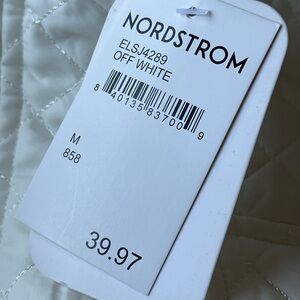 NORDSTROM
ELSJ4289
OFF WHITE
8 40135 83700 9
M
858
39.97